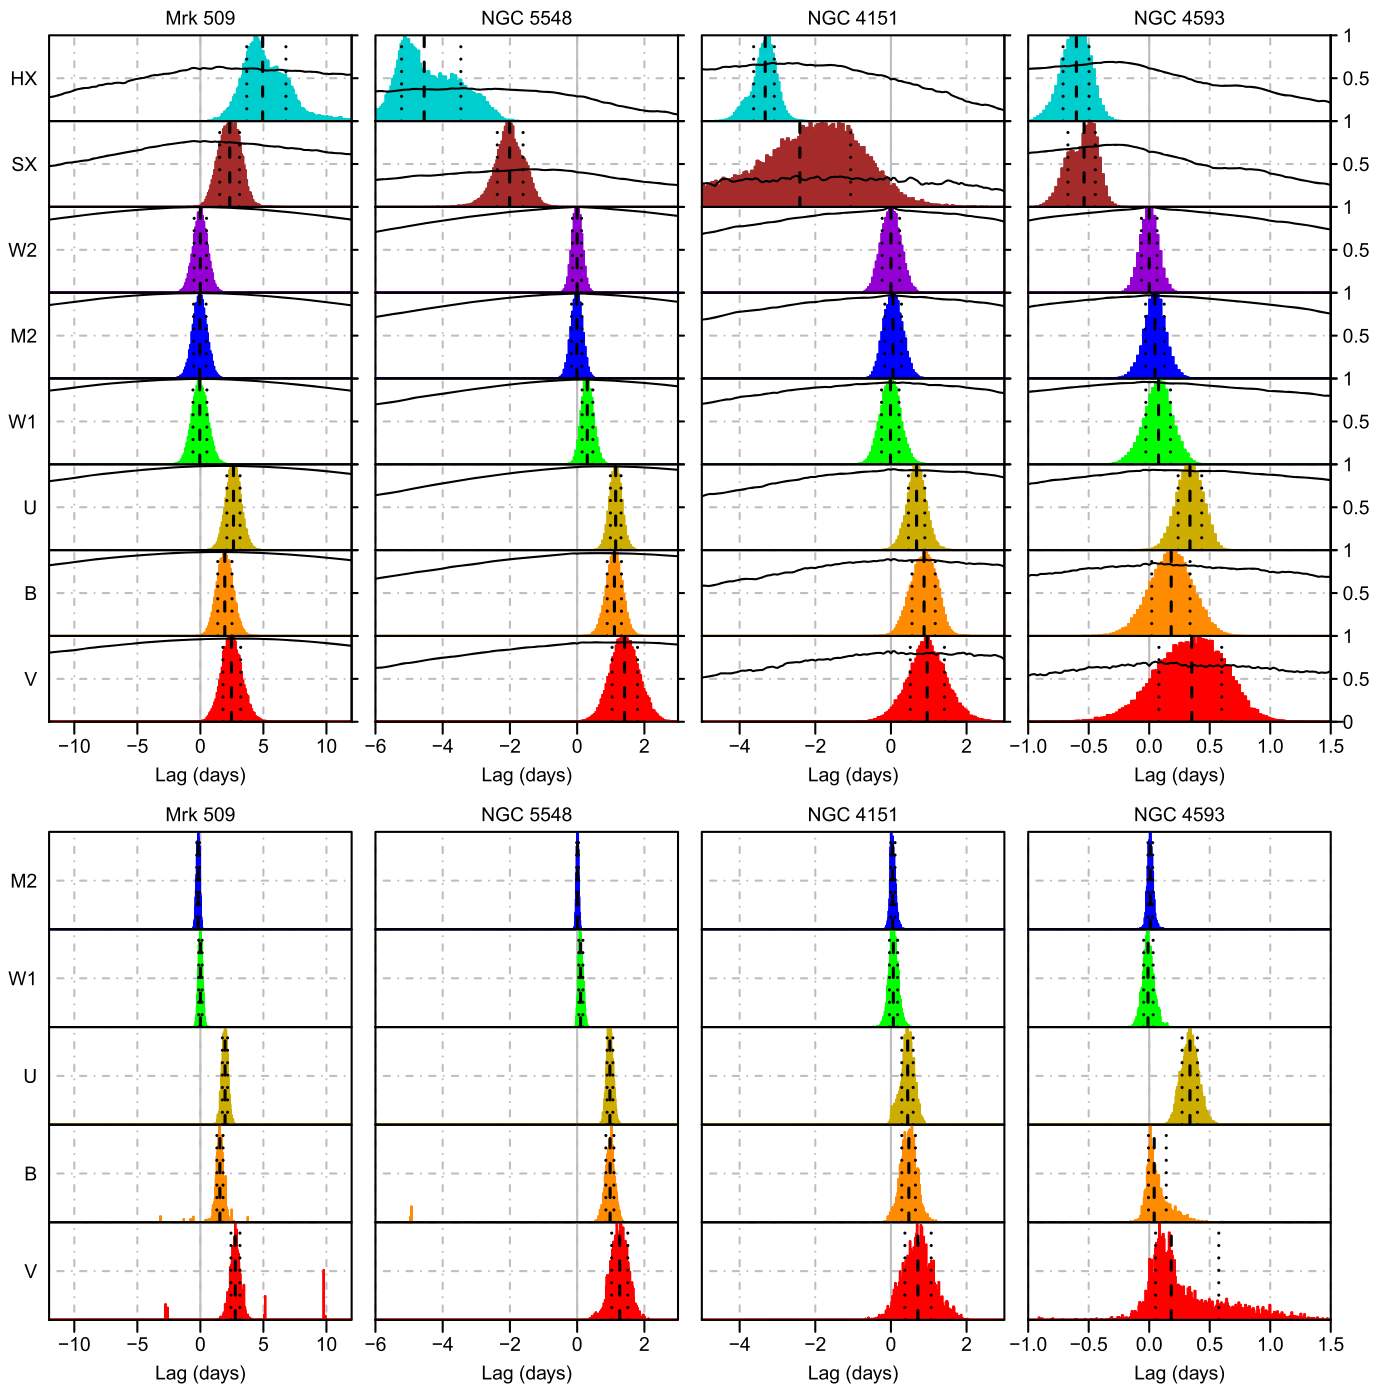 Mrk 509 NGC 5548 NGC 4151 NGC 4593
HX 1
0.5
SX 1
0.5
W2 1
0.5
M2 1
0.5
W1 1
0.5
U 1
0.5
B 1
0.5
V 1
0.5
0
−10 −5 0 5 10 −6 −4 −2 0 2 −4 −2 0 2 −1.0 −0.5 0.0 0.5 1.0 1.5
Lag (days) Lag (days) Lag (days) Lag (days)
Mrk 509 NGC 5548 NGC 4151 NGC 4593
M2
W1
U
B
V
−10 −5 0 5 10 −6 −4 −2 0 2 −4 −2 0 2 −1.0 −0.5 0.0 0.5 1.0 1.5
Lag (days) Lag (days) Lag (days) Lag (days)